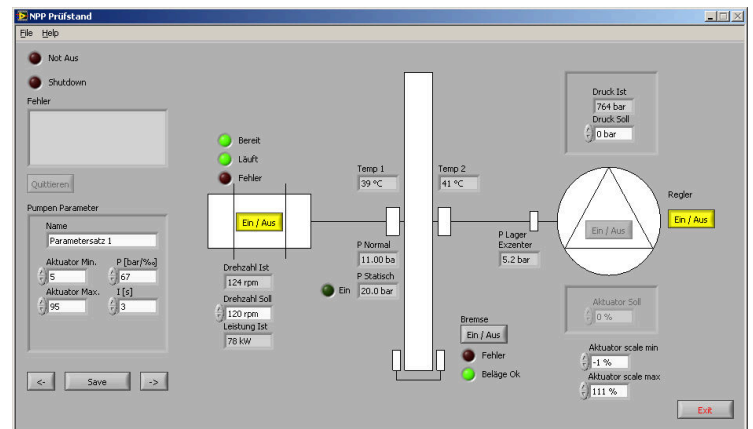 NPP Prüfstand
File Help
Not Aus
Shutdown
Fehler
Quittieren
Pumpen Parameter
Name
Parametersatz 1
Aktuator Min. P [bar/‰]
5 67
Aktuator Max. I [s]
95 3
<- Save ->
Bereit
Läuft
Fehler
Ein / Aus
Drehzahl Ist
124 rpm
Drehzahl Soll
120 rpm
Leistung Ist
78 kW
Temp 1
39 °C
Temp 2
41 °C
P Normal
11.00 ba
P Statisch
Ein 20.0 bar
P Lager
Exzenter
5.2 bar
Bremse
Ein / Aus
Fehler
Beläge Ok
Druck Ist
764 bar
Druck Soll
0 bar
Ein / Aus
Regler
Ein / Aus
Aktuator Soll
0 %
Aktuator scale min
-1 %
Aktuator scale max
111 %
Exit